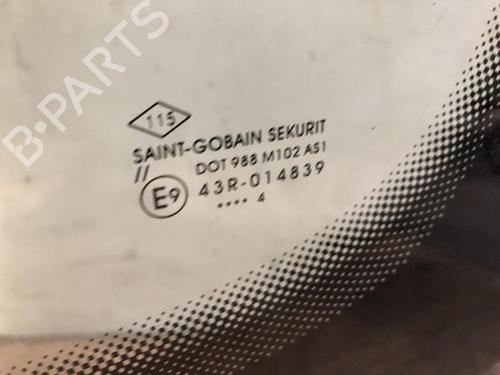 B-PARTS
115
SAINT-GOBAIN SEKURIT
// DOT 988 M102 AS1
E9 43R-014839
•••• 4